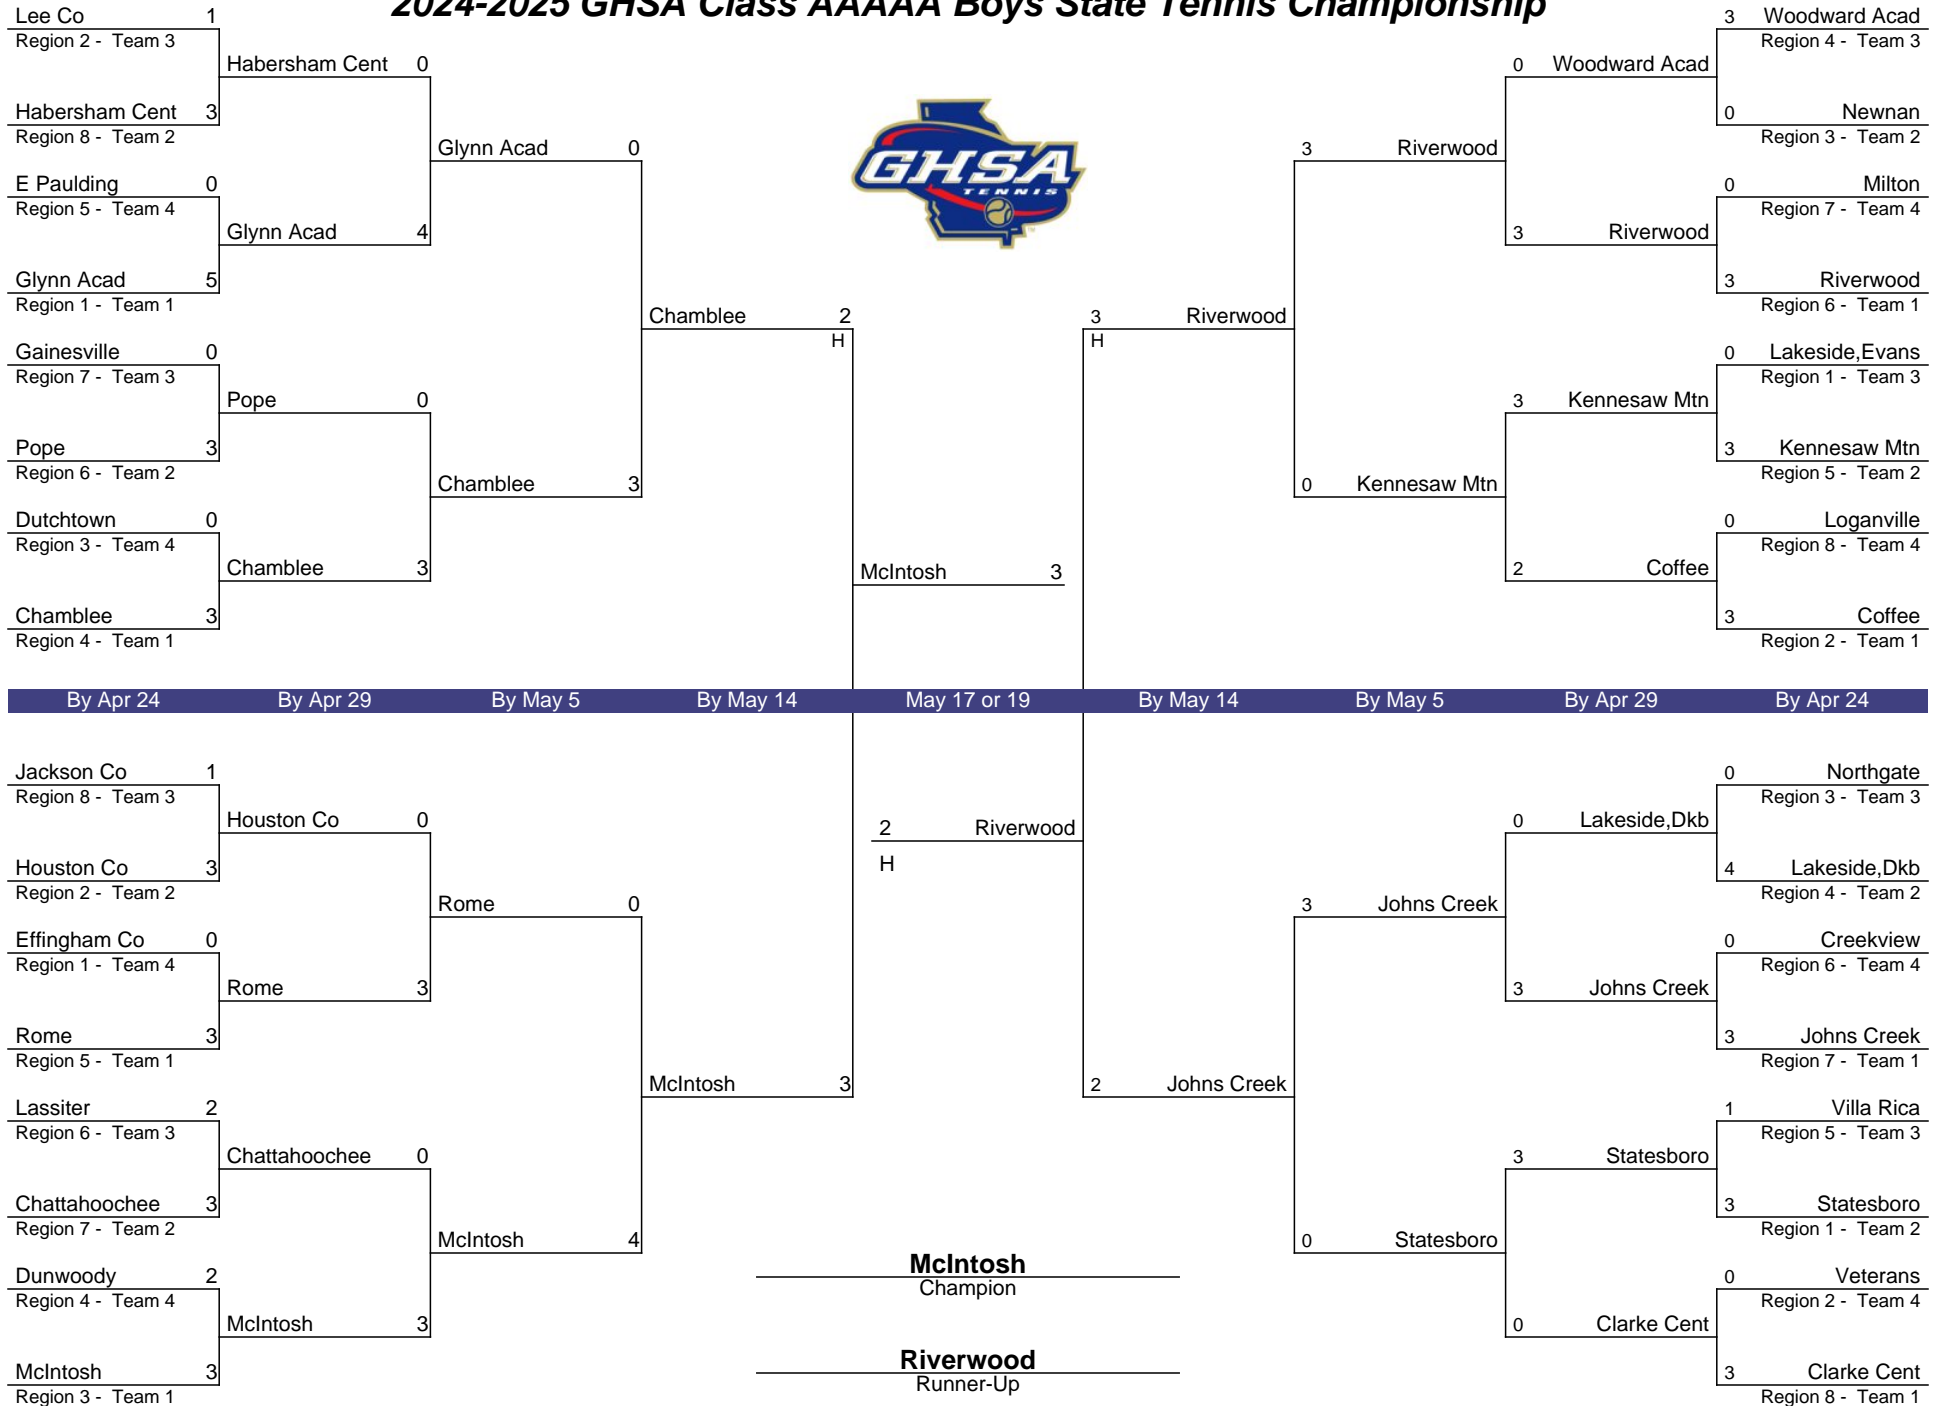 2024-2025 GHSA Class AAAAA Boys State Tennis Championship
Lee Co 1
Region 2 - Team 3
Habersham Cent 0
Habersham Cent 3
Region 8 - Team 2
Glynn Acad 0
E Paulding 0
Region 5 - Team 4
Glynn Acad 4
Glynn Acad 5
Region 1 - Team 1
Chamblee 2
H
Gainesville 0
Region 7 - Team 3
Pope 0
Pope 3
Region 6 - Team 2
Chamblee 3
Dutchtown 0
Region 3 - Team 4
Chamblee 3
Chamblee 3
Region 4 - Team 1
GHSA
TENNIS
McIntosh 3
3 Woodward Acad
Region 4 - Team 3
0 Woodward Acad
0 Newnan
Region 3 - Team 2
3 Riverwood
0 Milton
Region 7 - Team 4
3 Riverwood
3 Riverwood
Region 6 - Team 1
3 Riverwood
H
0 Lakeside,Evans
Region 1 - Team 3
3 Kennesaw Mtn
3 Kennesaw Mtn
Region 5 - Team 2
0 Kennesaw Mtn
0 Loganville
Region 8 - Team 4
2 Coffee
3 Coffee
Region 2 - Team 1
By Apr 24 By Apr 29 By May 5 By May 14 May 17 or 19 By May 14 By May 5 By Apr 29 By Apr 24
Jackson Co 1
Region 8 - Team 3
Houston Co 0
Houston Co 3
Region 2 - Team 2
Rome 0
Effingham Co 0
Region 1 - Team 4
Rome 3
Rome 3
Region 5 - Team 1
McIntosh 3
Lassiter 2
Region 6 - Team 3
Chattahoochee 0
Chattahoochee 3
Region 7 - Team 2
McIntosh 4
Dunwoody 2
Region 4 - Team 4
McIntosh 3
McIntosh 3
Region 3 - Team 1
2 Riverwood
H
McIntosh
Champion
Riverwood
Runner-Up
0 Northgate
Region 3 - Team 3
0 Lakeside,Dkb
4 Lakeside,Dkb
Region 4 - Team 2
3 Johns Creek
0 Creekview
Region 6 - Team 4
3 Johns Creek
3 Johns Creek
Region 7 - Team 1
2 Johns Creek
1 Villa Rica
Region 5 - Team 3
3 Statesboro
3 Statesboro
Region 1 - Team 2
0 Statesboro
0 Veterans
Region 2 - Team 4
0 Clarke Cent
3 Clarke Cent
Region 8 - Team 1